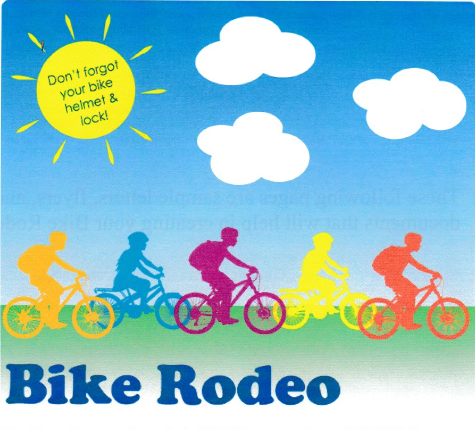 Don't forgot
your bike
helmet &
lock!
Bike Rodeo